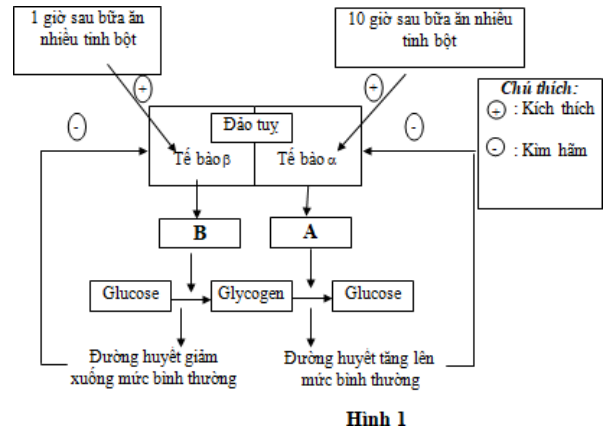 1 giờ sau bữa ăn
nhiều tinh bột
10 giờ sau bữa ăn nhiều
tinh bột
Chú thích:
+ : Kích thích
- : Kìm hãm
+
+
-
-
Đảo tuỵ
Tế bào β
Tế bào α
B
A
Glucose
Glycogen
Glucose
Đường huyết giảm
xuống mức bình thường
Đường huyết tăng lên
mức bình thường
Hình 1